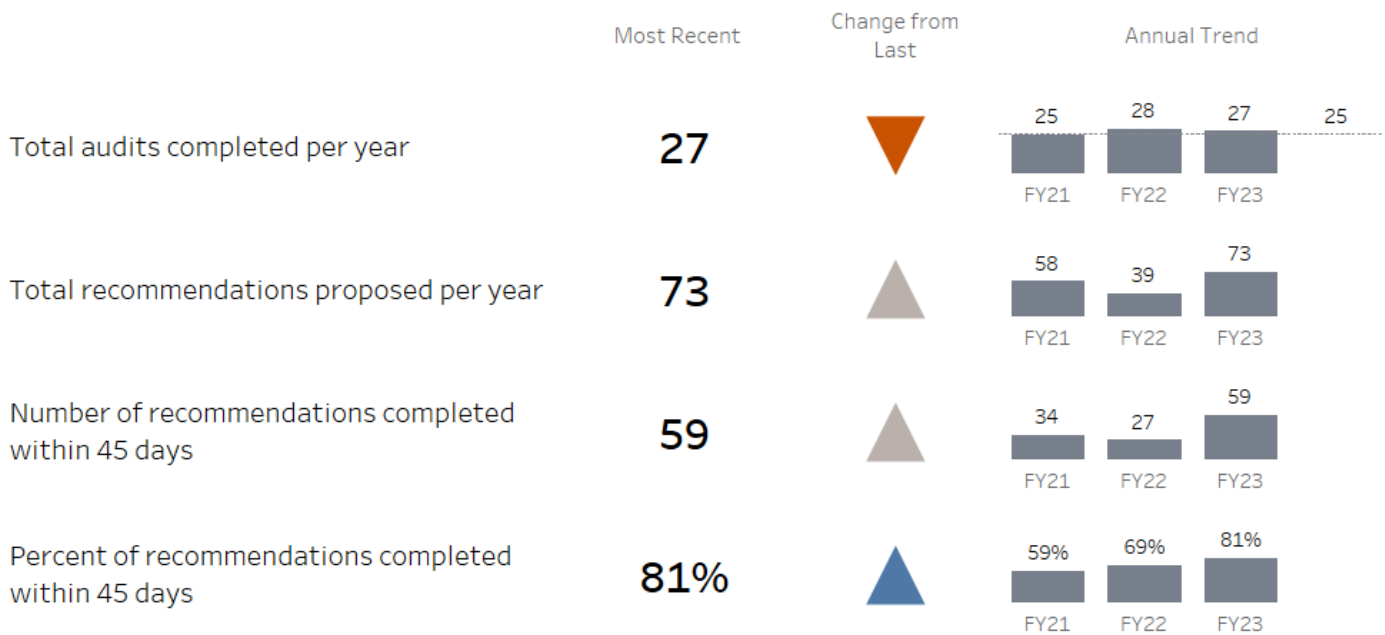 Most Recent
Change from
Last
Annual Trend
Total audits completed per year
27
25
28
27
25
FY21
FY22
FY23
Total recommendations proposed per year
73
58
39
73
FY21
FY22
FY23
Number of recommendations completed
within 45 days
59
34
27
59
FY21
FY22
FY23
Percent of recommendations completed
within 45 days
81%
59%
69%
81%
FY21
FY22
FY23